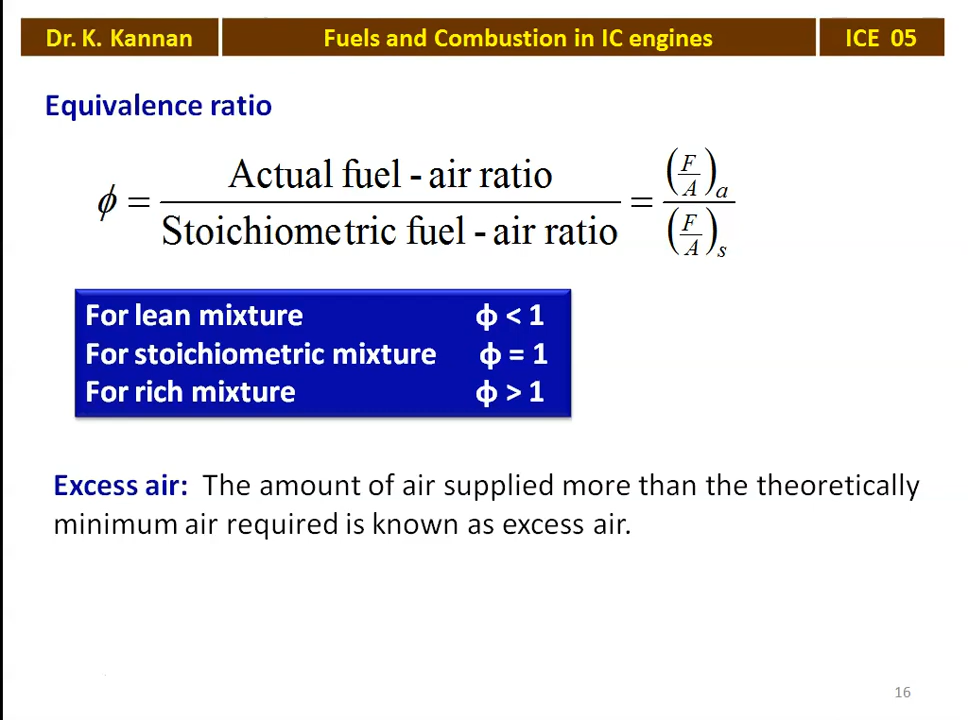 Dr. K. Kannan Fuels and Combustion in IC engines ICE 05
Equivalence ratio
ϕ = Actual fuel - air ratio / Stoichiometric fuel - air ratio = (F/A)a / (F/A)s
For lean mixture ϕ < 1
For stoichiometric mixture ϕ = 1
For rich mixture ϕ > 1
Excess air: The amount of air supplied more than the theoretically
minimum air required is known as excess air.
16